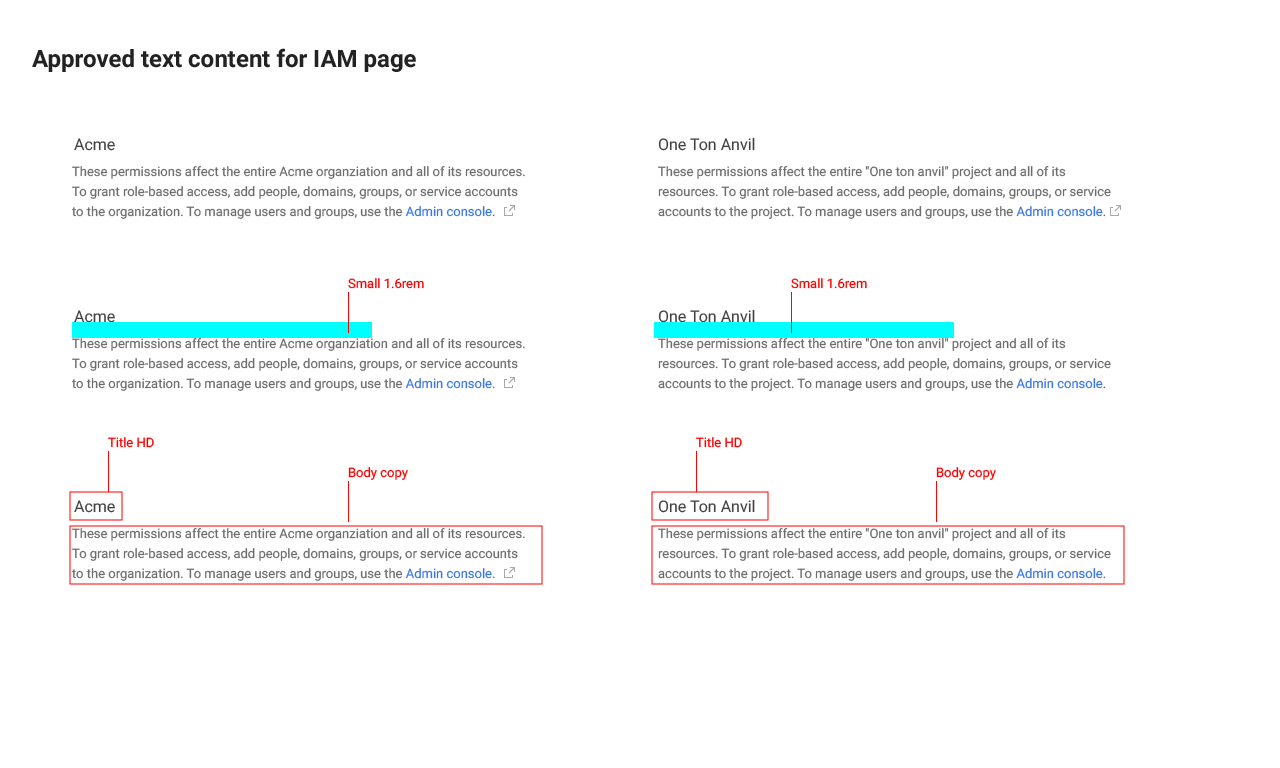 Approved text content for IAM page
Acme
These permissions affect the entire Acme organziation and all of its resources.
To grant role-based access, add people, domains, groups, or service accounts
to the organization. To manage users and groups, use the Admin console.
One Ton Anvil
These permissions affect the entire "One ton anvil" project and all of its
resources. To grant role-based access, add people, domains, groups, or service
accounts to the project. To manage users and groups, use the Admin console.
Small 1.6rem
Acme
These permissions affect the entire Acme organziation and all of its resources.
To grant role-based access, add people, domains, groups, or service accounts
to the organization. To manage users and groups, use the Admin console.
Small 1.6rem
One Ton Anvil
These permissions affect the entire "One ton anvil" project and all of its
resources. To grant role-based access, add people, domains, groups, or service
accounts to the project. To manage users and groups, use the Admin console.
Title HD
Body copy
Acme
These permissions affect the entire Acme organziation and all of its resources.
To grant role-based access, add people, domains, groups, or service accounts
to the organization. To manage users and groups, use the Admin console.
Title HD
Body copy
One Ton Anvil
These permissions affect the entire "One ton anvil" project and all of its
resources. To grant role-based access, add people, domains, groups, or service
accounts to the project. To manage users and groups, use the Admin console.